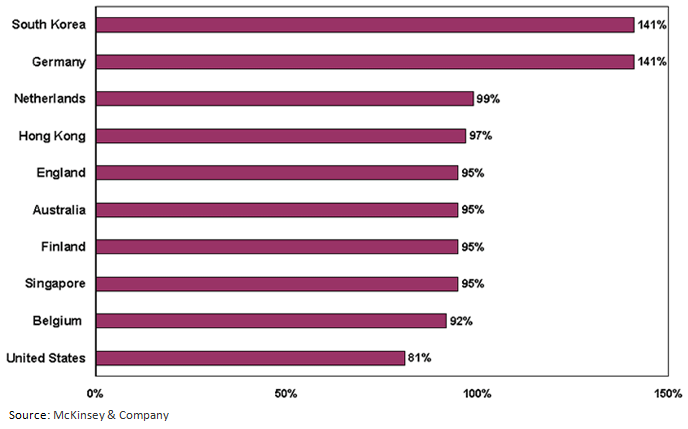 South Korea 141%
Germany 141%
Netherlands 99%
Hong Kong 97%
England 95%
Australia 95%
Finland 95%
Singapore 95%
Belgium 92%
United States 81%
0% 50% 100% 150%
Source: McKinsey & Company